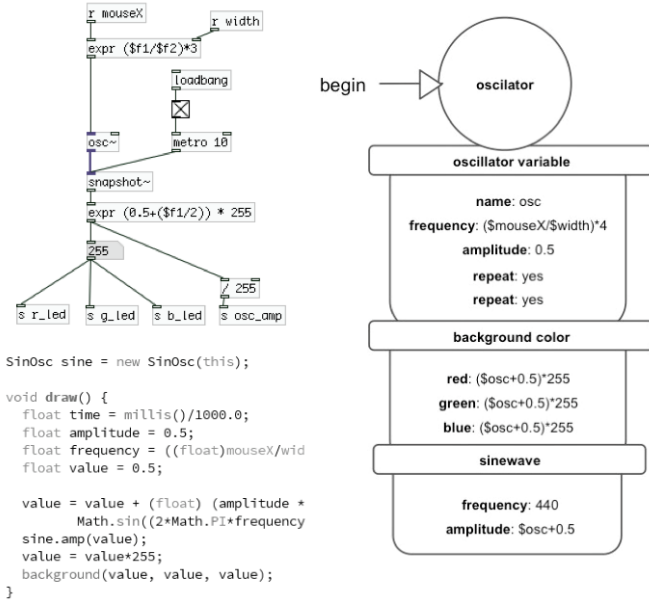 r mouseX
r width
expr ($f1/$f2)*3
loadbang
osc~
metro 10
snapshot~
expr (0.5+($f1/2)) * 255
255
/ 255
s r_led
s g_led
s b_led
s osc_amp
SinOsc sine = new SinOsc(this);
void draw() {
float time = millis()/1000.0;
float amplitude = 0.5;
float frequency = ((float)mouseX/wid
float value = 0.5;
value = value + (float) (amplitude *
Math.sin((2*Math.PI*frequency
sine.amp(value);
value = value*255;
background(value, value, value);
}
begin
oscilator
oscillator variable
name: osc
frequency: ($mouseX/$width)*4
amplitude: 0.5
repeat: yes
repeat: yes
background color
red: ($osc+0.5)*255
green: ($osc+0.5)*255
blue: ($osc+0.5)*255
sinewave
frequency: 440
amplitude: $osc+0.5